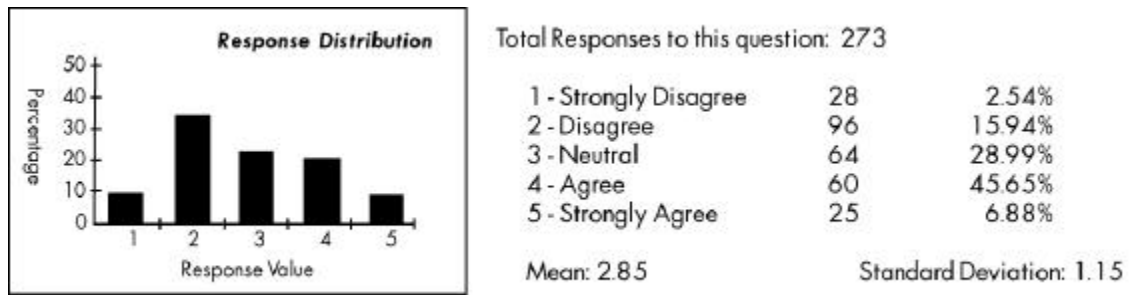 Response Distribution
50
40
30
20
10
0
Percentage
1 2 3 4 5
Response Value
Total Responses to this question: 273
1 - Strongly Disagree 28 2.54%
2 - Disagree 96 15.94%
3 - Neutral 64 28.99%
4 - Agree 60 45.65%
5 - Strongly Agree 25 6.88%
Mean: 2.85 Standard Deviation: 1.15